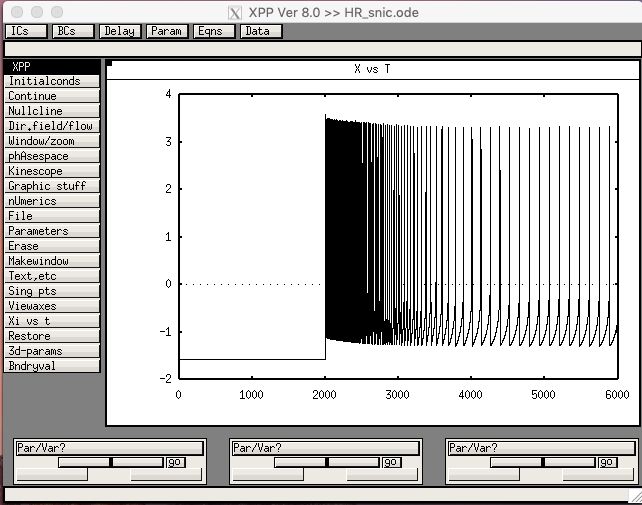 XPP Ver 8.0 >> HR_snic.ode
ICs BCs Delay Param Eqns Data
XPP
Initialconds
Continue
Nullcline
Dir.field/flow
Window/zoom
phAsespace
Kinescope
Graphic stuff
nUmerics
File
Parameters
Erase
Makewindow
Text,etc
Sing pts
Viewaxes
Xi vs t
Restore
3d-params
Bndryval
X vs T
4
3
2
1
0
-1
-2
0 1000 2000 3000 4000 5000 6000
Par/Var? Par/Var? Par/Var?
go go go